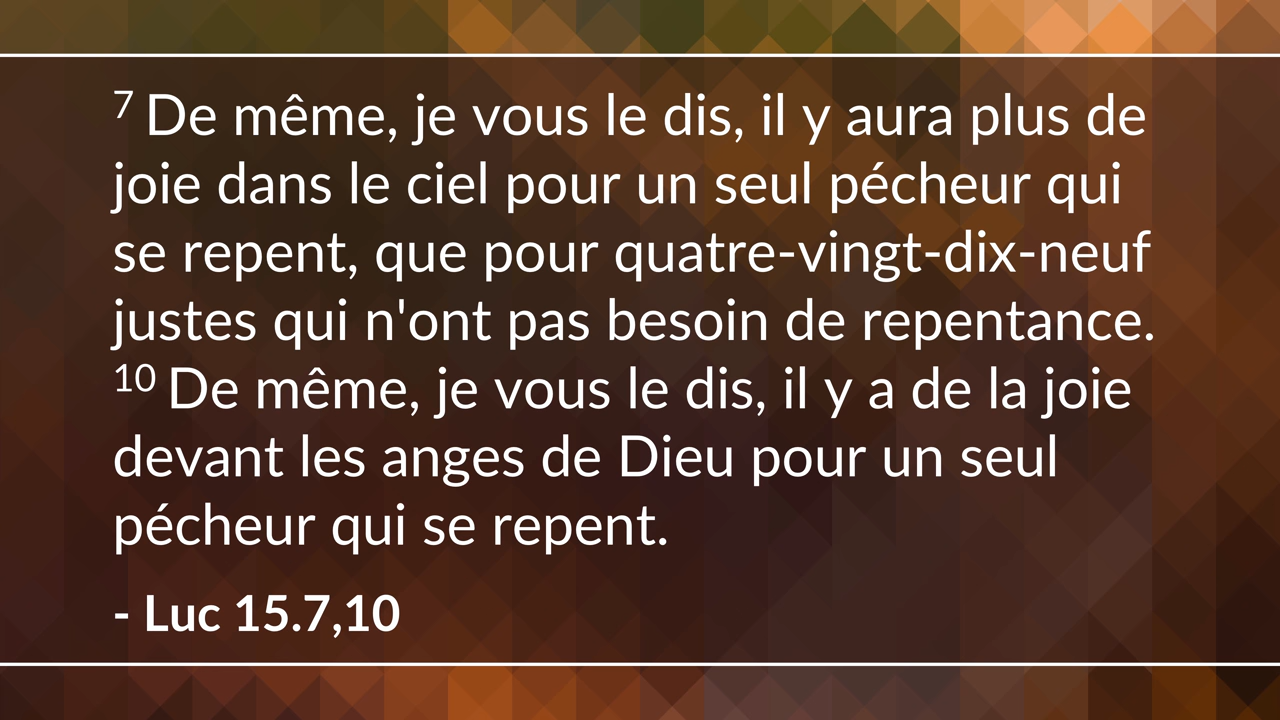 7 De même, je vous le dis, il y aura plus de
joie dans le ciel pour un seul pécheur qui
se repent, que pour quatre-vingt-dix-neuf
justes qui n'ont pas besoin de repentance.
10 De même, je vous le dis, il y a de la joie
devant les anges de Dieu pour un seul
pécheur qui se repent.
- Luc 15.7,10